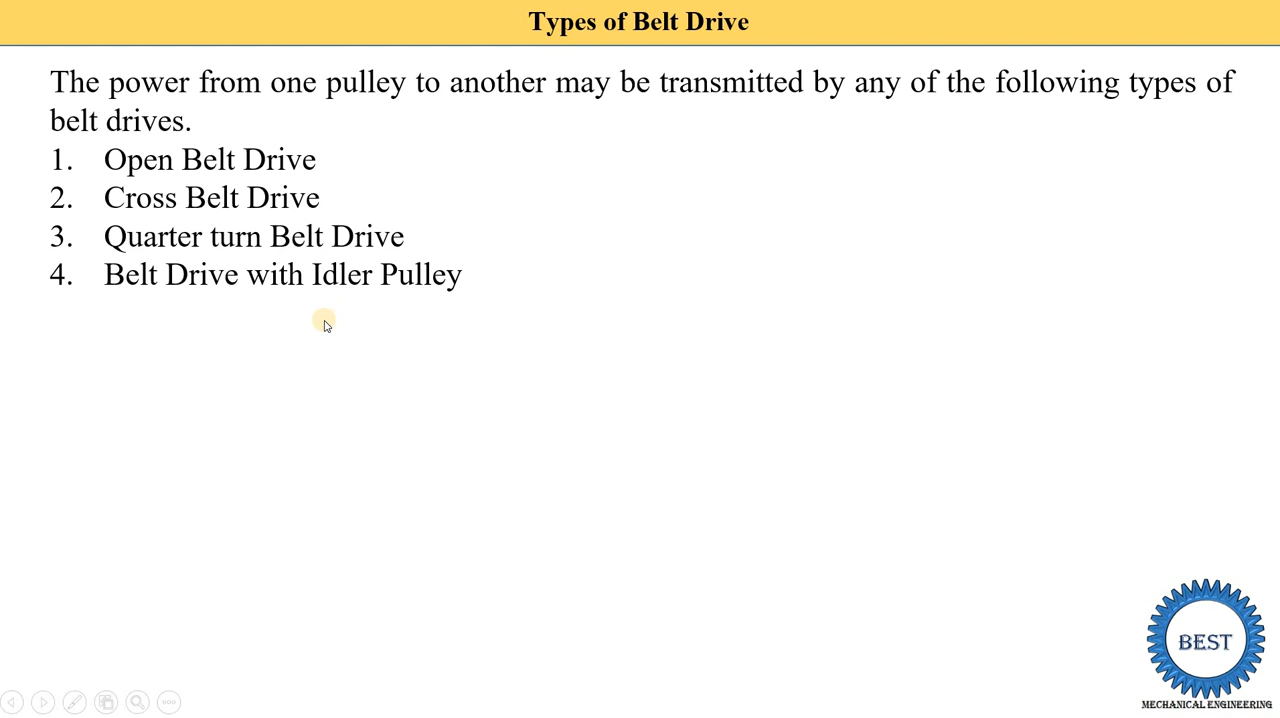 Types of Belt Drive
The power from one pulley to another may be transmitted by any of the following types of
belt drives.
1. Open Belt Drive
2. Cross Belt Drive
3. Quarter turn Belt Drive
4. Belt Drive with Idler Pulley
BEST
MECHANICAL ENGINEERING